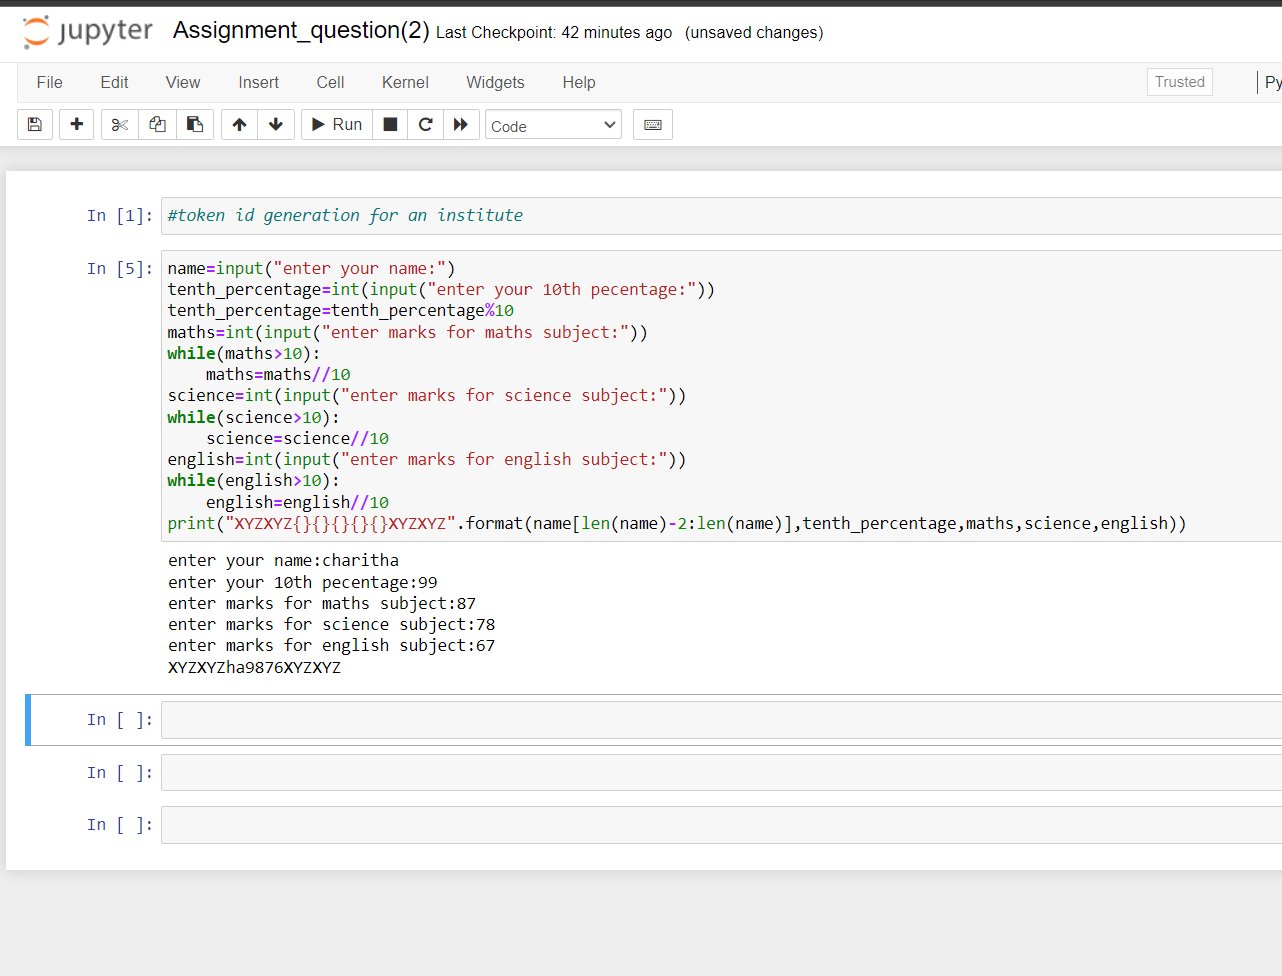 jupyter Assignment_question(2) Last Checkpoint: 42 minutes ago (unsaved changes)
File Edit View Insert Cell Kernel Widgets Help Trusted Py
Run Code
In [1]: #token id generation for an institute
In [5]: name=input("enter your name:")
tenth_percentage=int(input("enter your 10th pecentage:"))
tenth_percentage=tenth_percentage%10
maths=int(input("enter marks for maths subject:"))
while(maths>10):
    maths=maths//10
science=int(input("enter marks for science subject:"))
while(science>10):
    science=science//10
english=int(input("enter marks for english subject:"))
while(english>10):
    english=english//10
print("XYZXYZ{}{}{}{}{}XYZXYZ".format(name[len(name)-2:len(name)],tenth_percentage,maths,science,english))
enter your name:charitha
enter your 10th pecentage:99
enter marks for maths subject:87
enter marks for science subject:78
enter marks for english subject:67
XYZXYZha9876XYZXYZ
In [ ]:
In [ ]:
In [ ]: